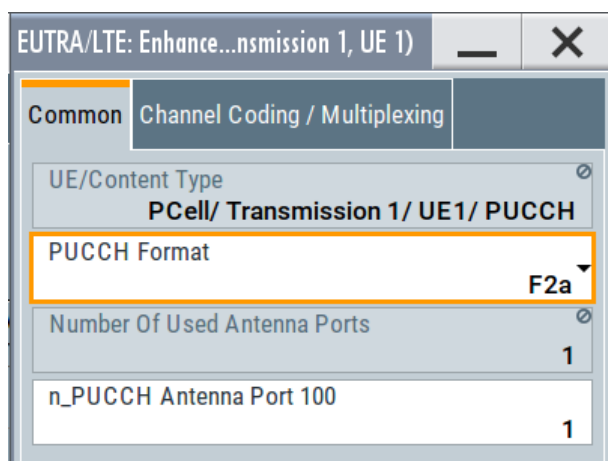 EUTRA/LTE: Enhance...nsmission 1, UE 1)
Common
Channel Coding / Multiplexing
UE/Content Type
PCell/ Transmission 1/ UE1/ PUCCH
PUCCH Format
F2a
Number Of Used Antenna Ports
1
n_PUCCH Antenna Port 100
1